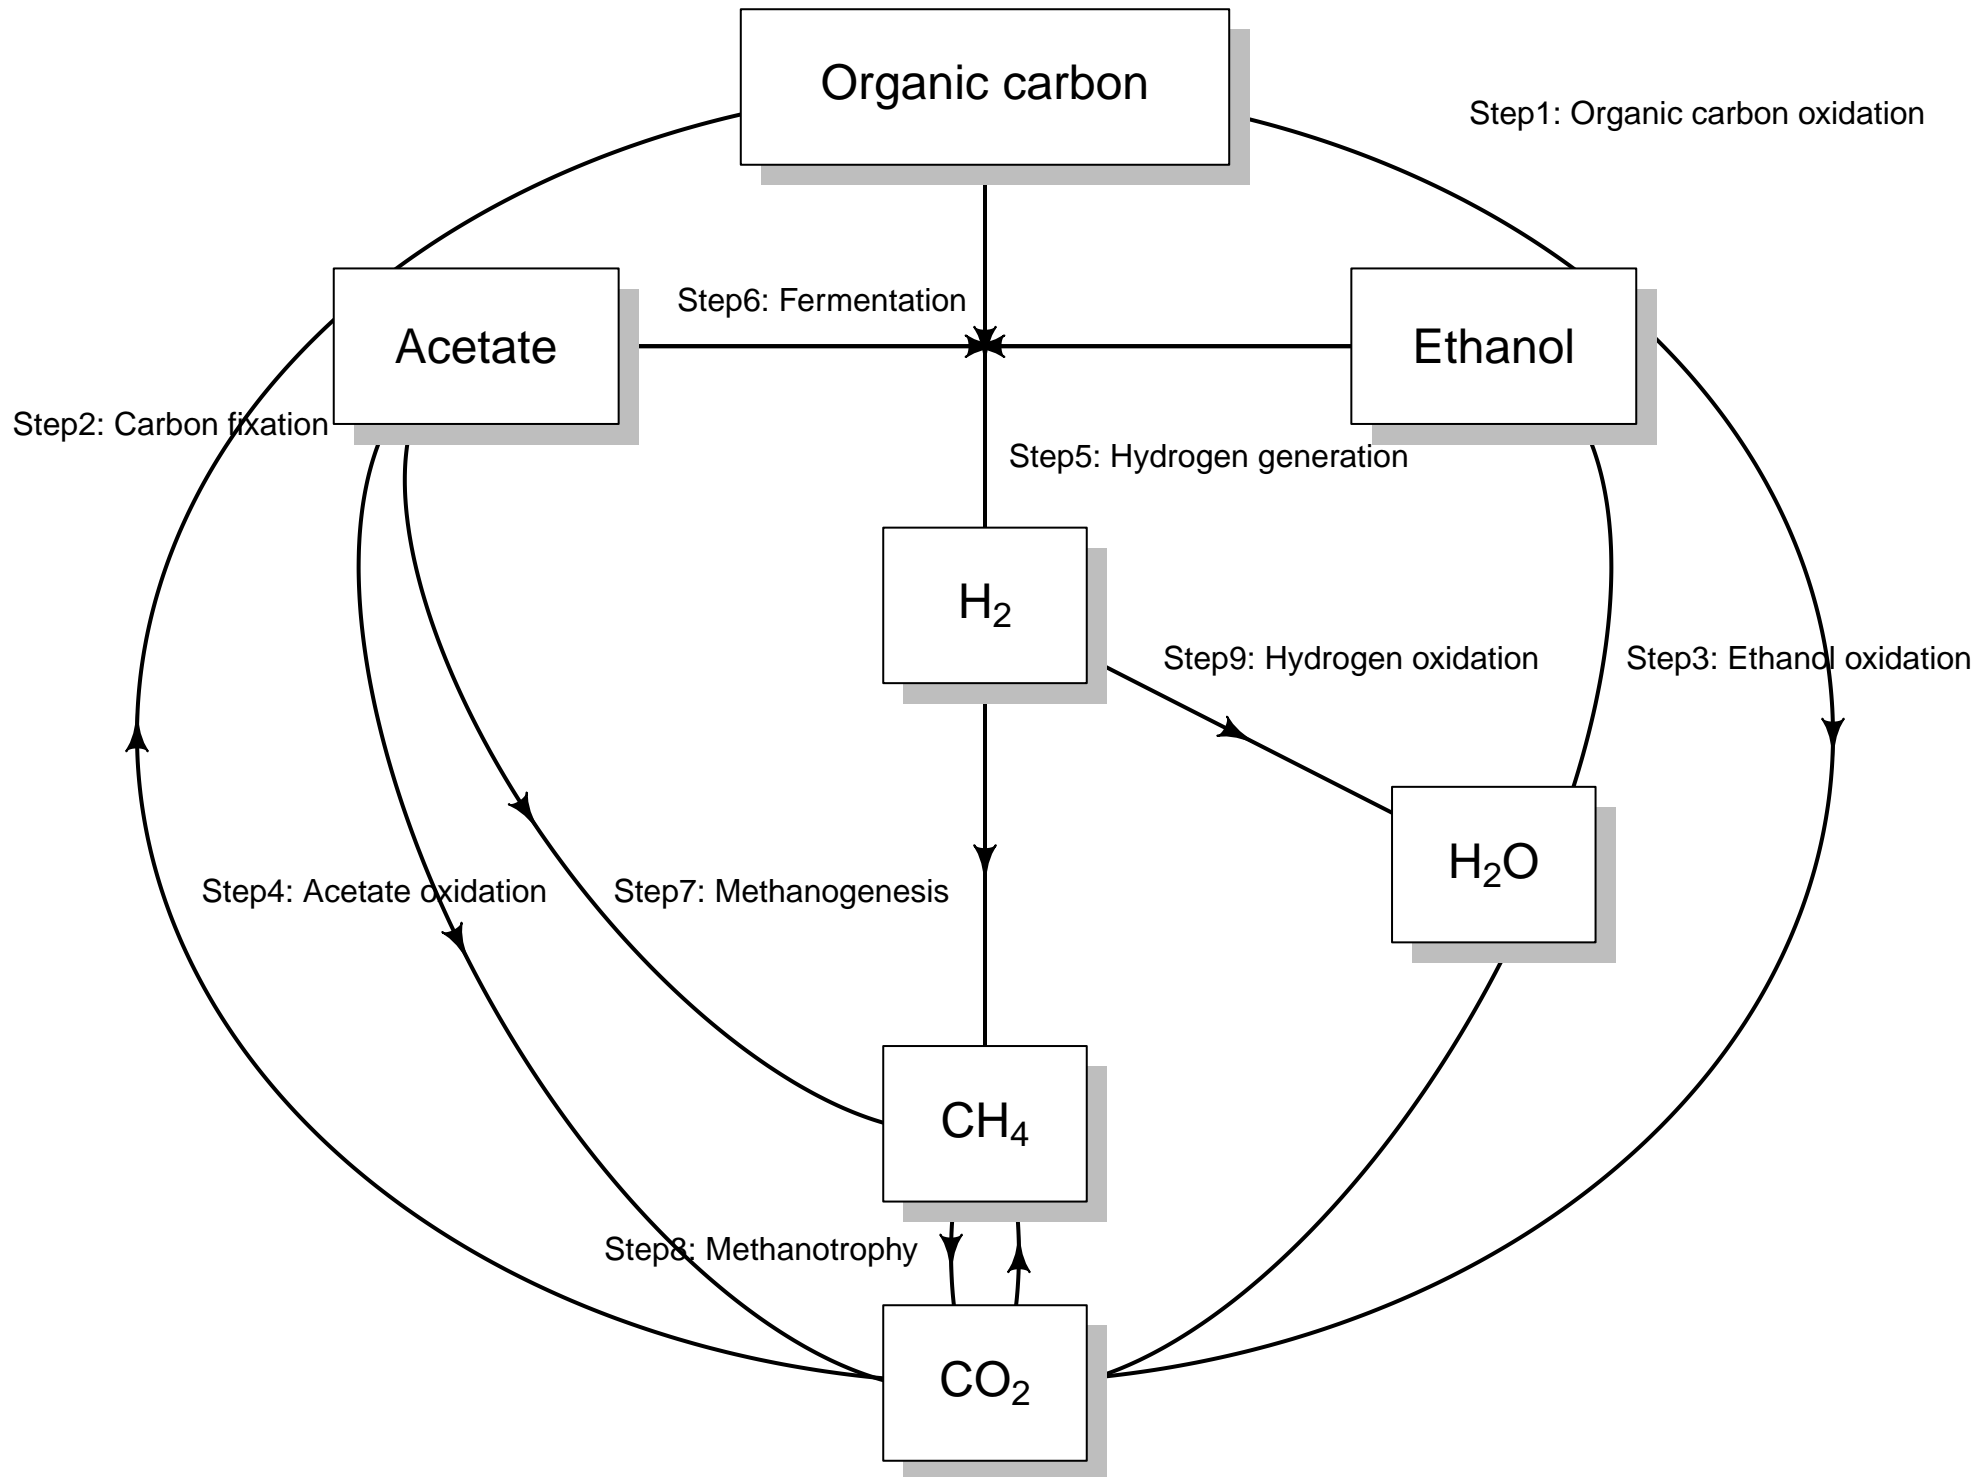 Organic carbon
Step1: Organic carbon oxidation
Step6: Fermentation
Acetate
Ethanol
Step2: Carbon fixation
Step5: Hydrogen generation
H₂
Step9: Hydrogen oxidation
Step3: Ethanol oxidation
H₂O
Step4: Acetate oxidation
Step7: Methanogenesis
CH₄
Step8: Methanotrophy
CO₂